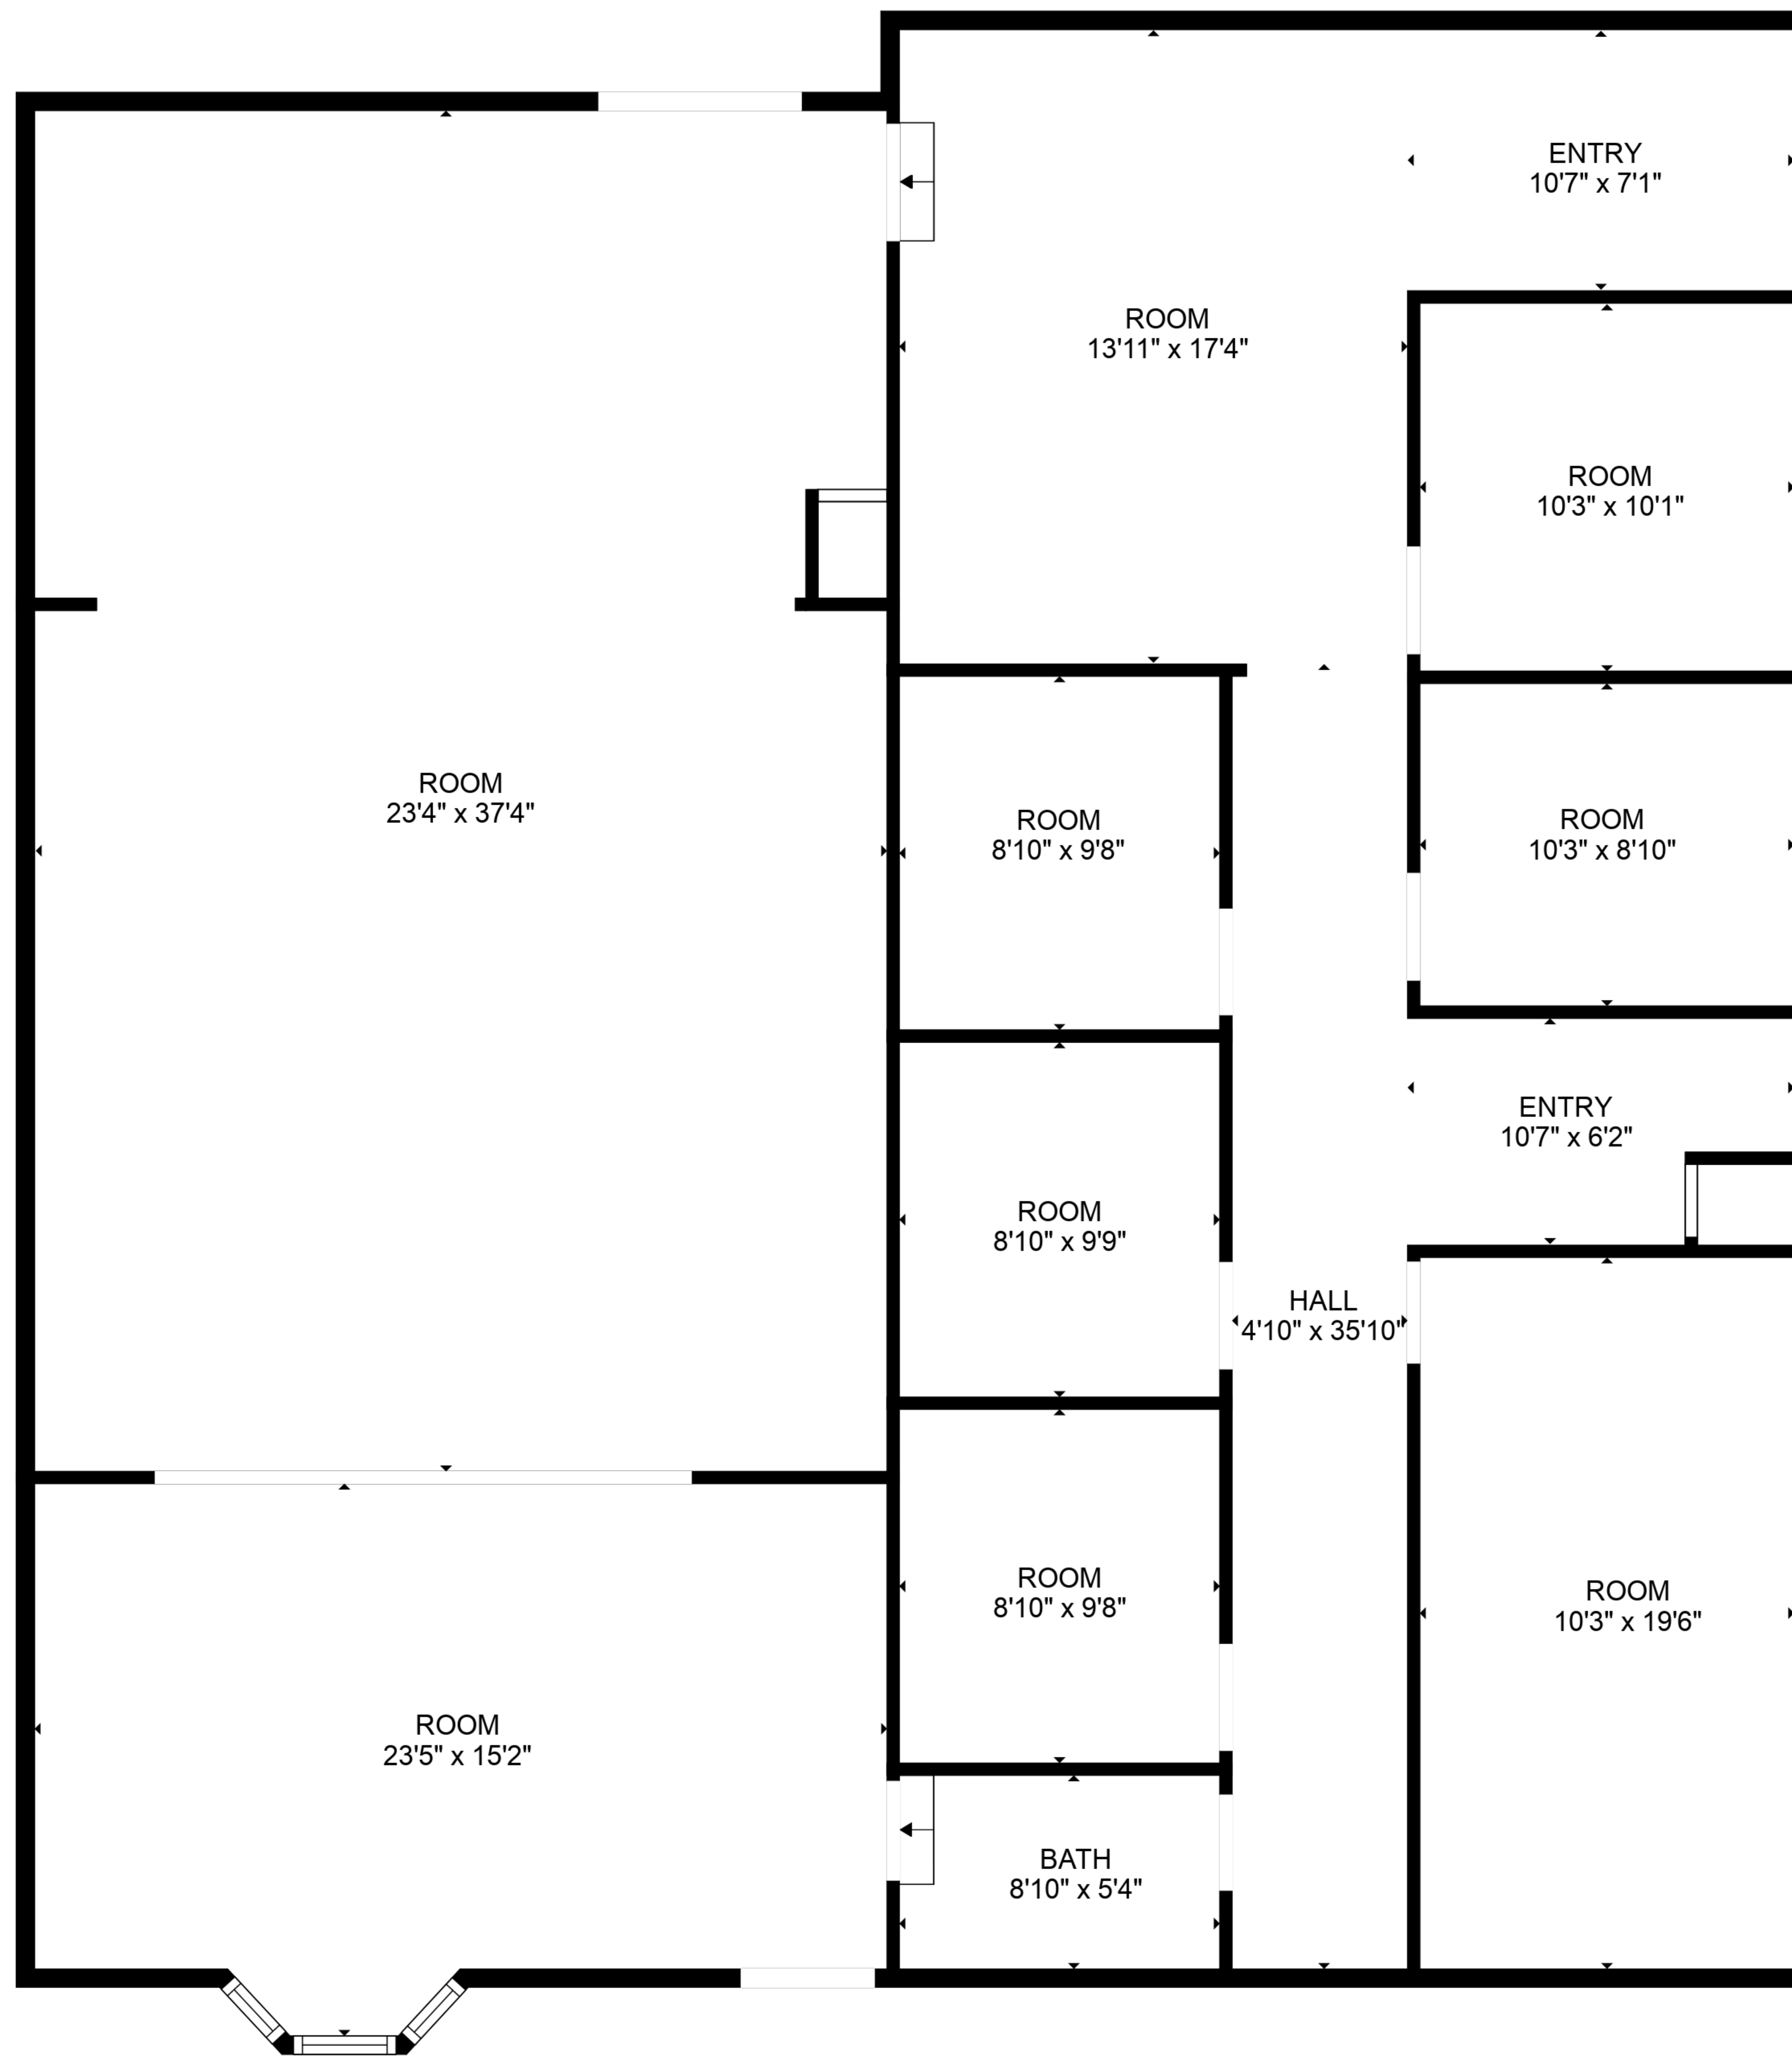 ENTRY
10'7" x 7'1"
ROOM
13'11" x 17'4"
ROOM
10'3" x 10'1"
ROOM
23'4" x 37'4"
ROOM
8'10" x 9'8"
ROOM
10'3" x 8'10"
ENTRY
10'7" x 6'2"
ROOM
8'10" x 9'9"
HALL
4'10" x 35'10"
ROOM
8'10" x 9'8"
ROOM
10'3" x 19'6"
ROOM
23'5" x 15'2"
BATH
8'10" x 5'4"